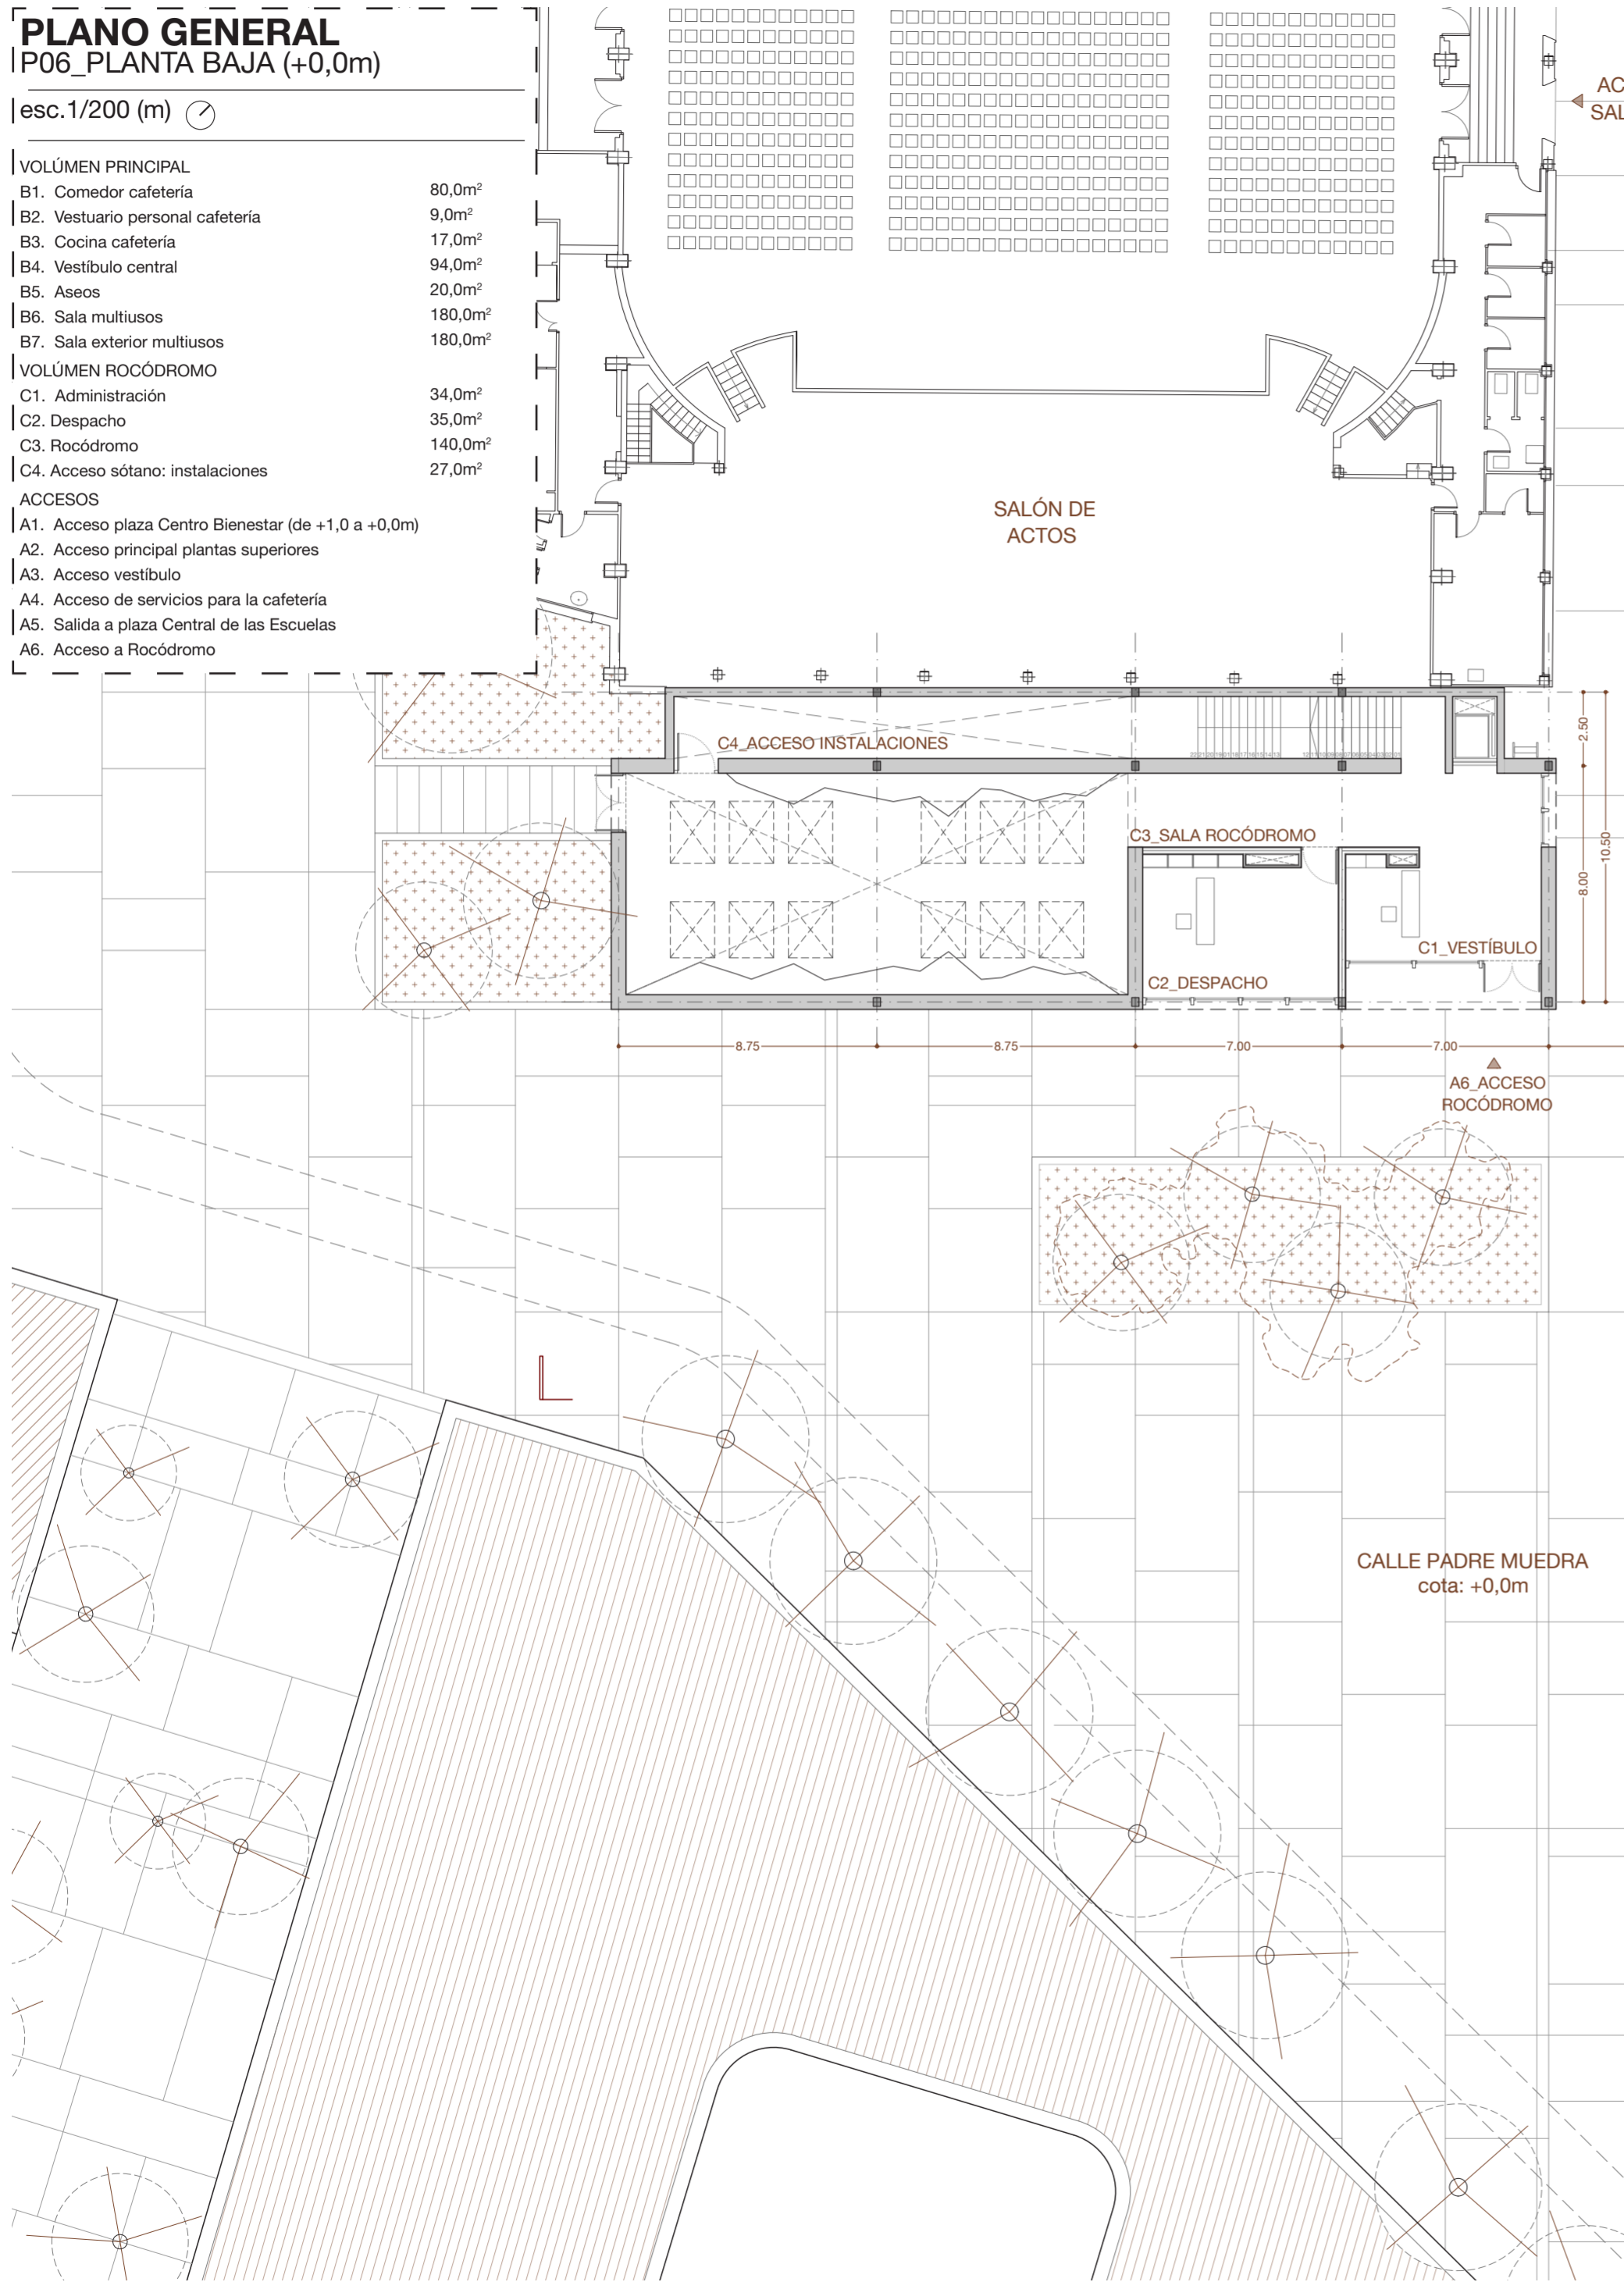 PLANO GENERAL
P06_PLANTA BAJA (+0,0m)
esc.1/200 (m)
VOLÚMEN PRINCIPAL
B1. Comedor cafetería 80,0m²
B2. Vestuario personal cafetería 9,0m²
B3. Cocina cafetería 17,0m²
B4. Vestíbulo central 94,0m²
B5. Aseos 20,0m²
B6. Sala multiusos 180,0m²
B7. Sala exterior multiusos 180,0m²
VOLÚMEN ROCÓDROMO
C1. Administración 34,0m²
C2. Despacho 35,0m²
C3. Rocódromo 140,0m²
C4. Acceso sótano: instalaciones 27,0m²
ACCESOS
A1. Acceso plaza Centro Bienestar (de +1,0 a +0,0m)
A2. Acceso principal plantas superiores
A3. Acceso vestíbulo
A4. Acceso de servicios para la cafetería
A5. Salida a plaza Central de las Escuelas
A6. Acceso a Rocódromo
AC
SAL
SALÓN DE
ACTOS
C4_ACCESO INSTALACIONES
2.50
C3_SALA ROCÓDROMO
10.50
8.00
C1_VESTÍBULO
C2_DESPACHO
8.75
8.75
7.00
7.00
A6_ACCESO
ROCÓDROMO
CALLE PADRE MUEDRA
cota: +0,0m